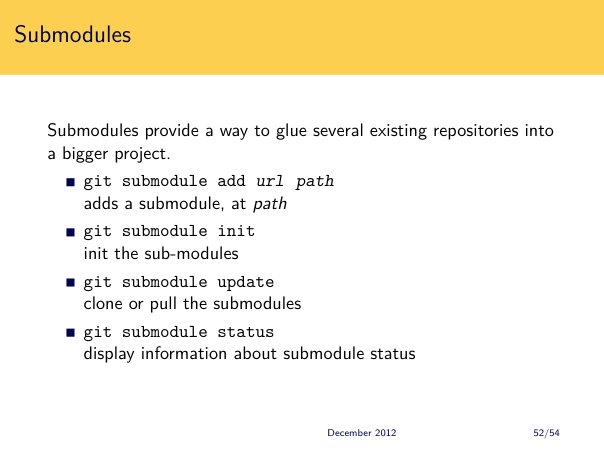 Submodules
Submodules provide a way to glue several existing repositories into
a bigger project.
git submodule add url path
adds a submodule, at path
git submodule init
init the sub-modules
git submodule update
clone or pull the submodules
git submodule status
display information about submodule status
December 2012 52/54